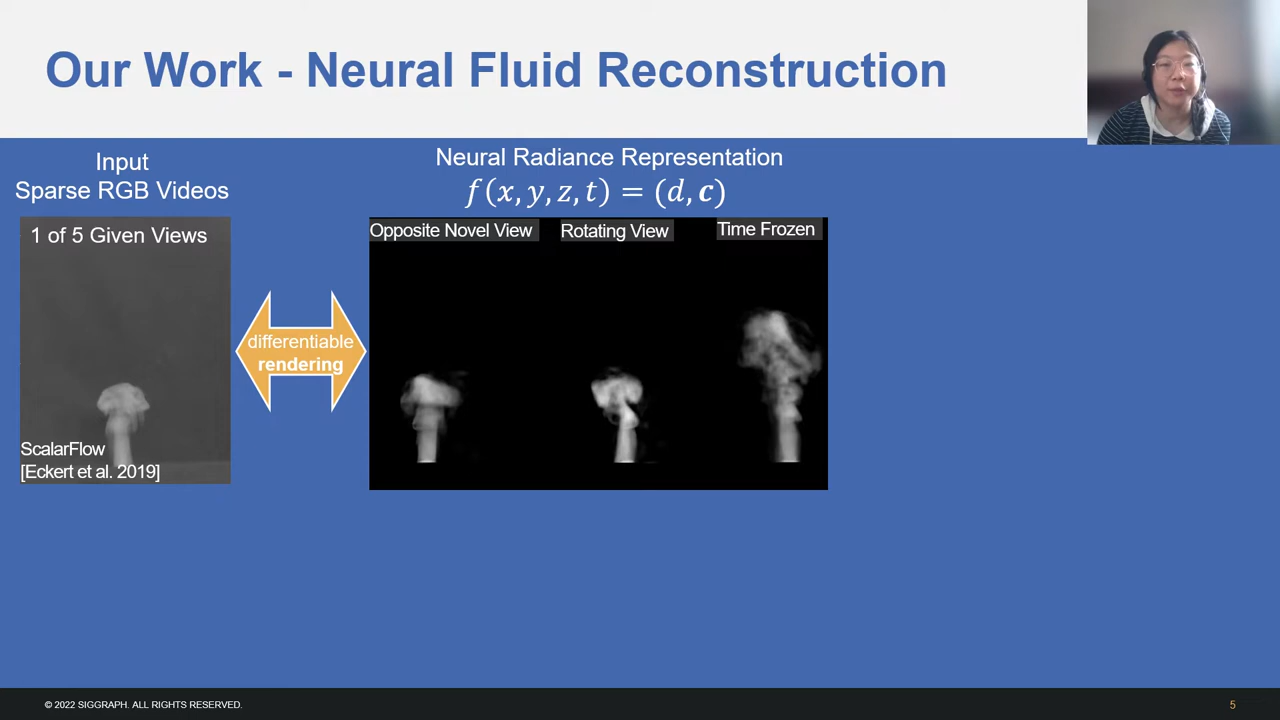 Our Work - Neural Fluid Reconstruction
Input
Sparse RGB Videos
1 of 5 Given Views
ScalarFlow
[Eckert et al. 2019]
differentiable
rendering
Neural Radiance Representation
f(x, y, z, t) = (d, c)
Opposite Novel View
Rotating View
Time Frozen
© 2022 SIGGRAPH. ALL RIGHTS RESERVED.
5